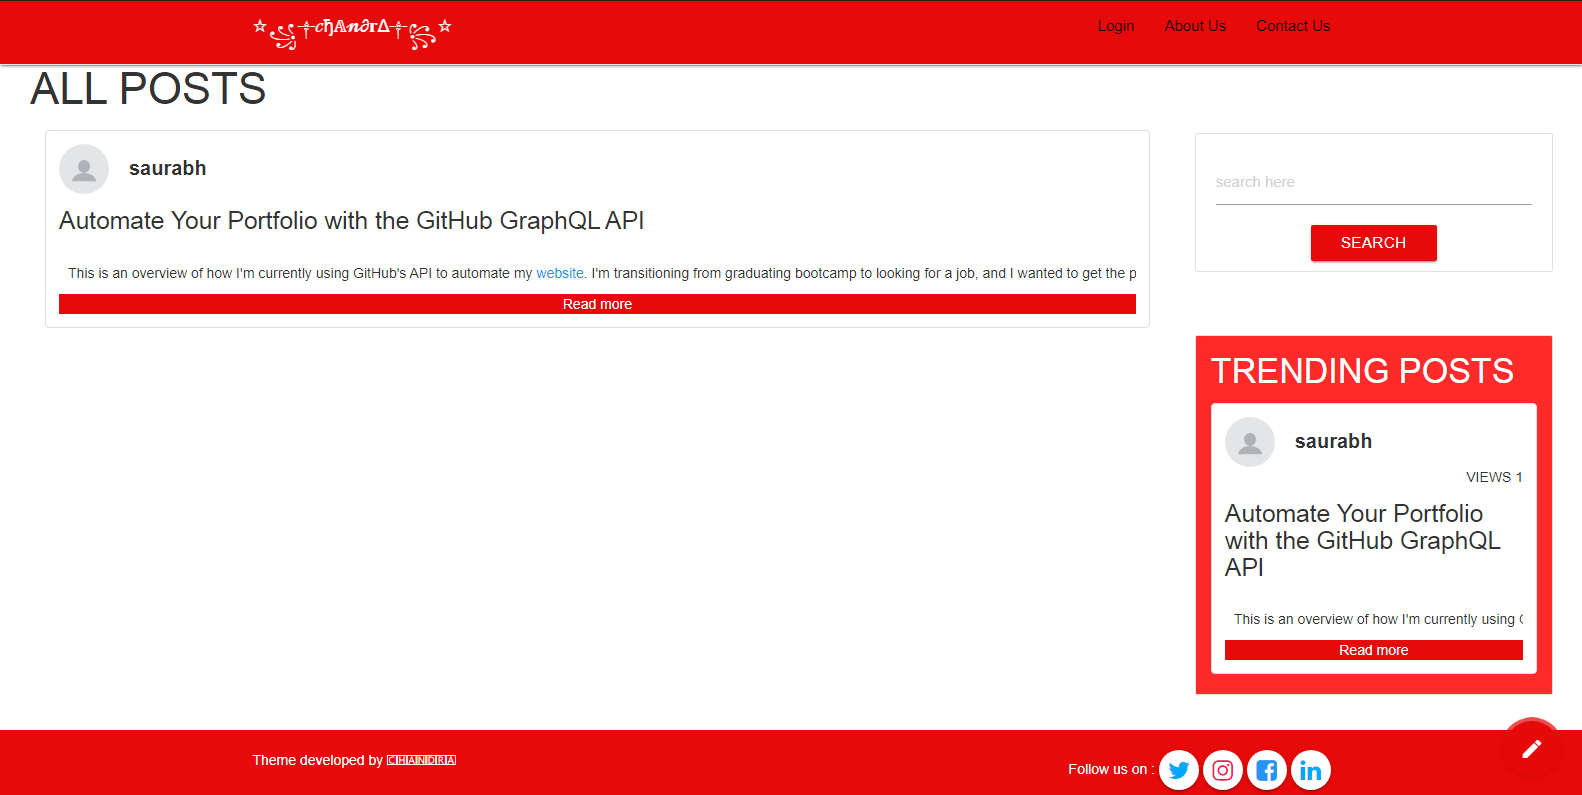 ☆꧁༒ℭђÃ𝓷∂rΔ༒꧂☆
Login About Us Contact Us
ALL POSTS
saurabh
Automate Your Portfolio with the GitHub GraphQL API
This is an overview of how I'm currently using GitHub's API to automate my website. I'm transitioning from graduating bootcamp to looking for a job, and I wanted to get the p
Read more
search here
SEARCH
TRENDING POSTS
saurabh
VIEWS 1
Automate Your Portfolio
with the GitHub GraphQL
API
This is an overview of how I'm currently using
Read more
Theme developed by CHANDRA
Follow us on :